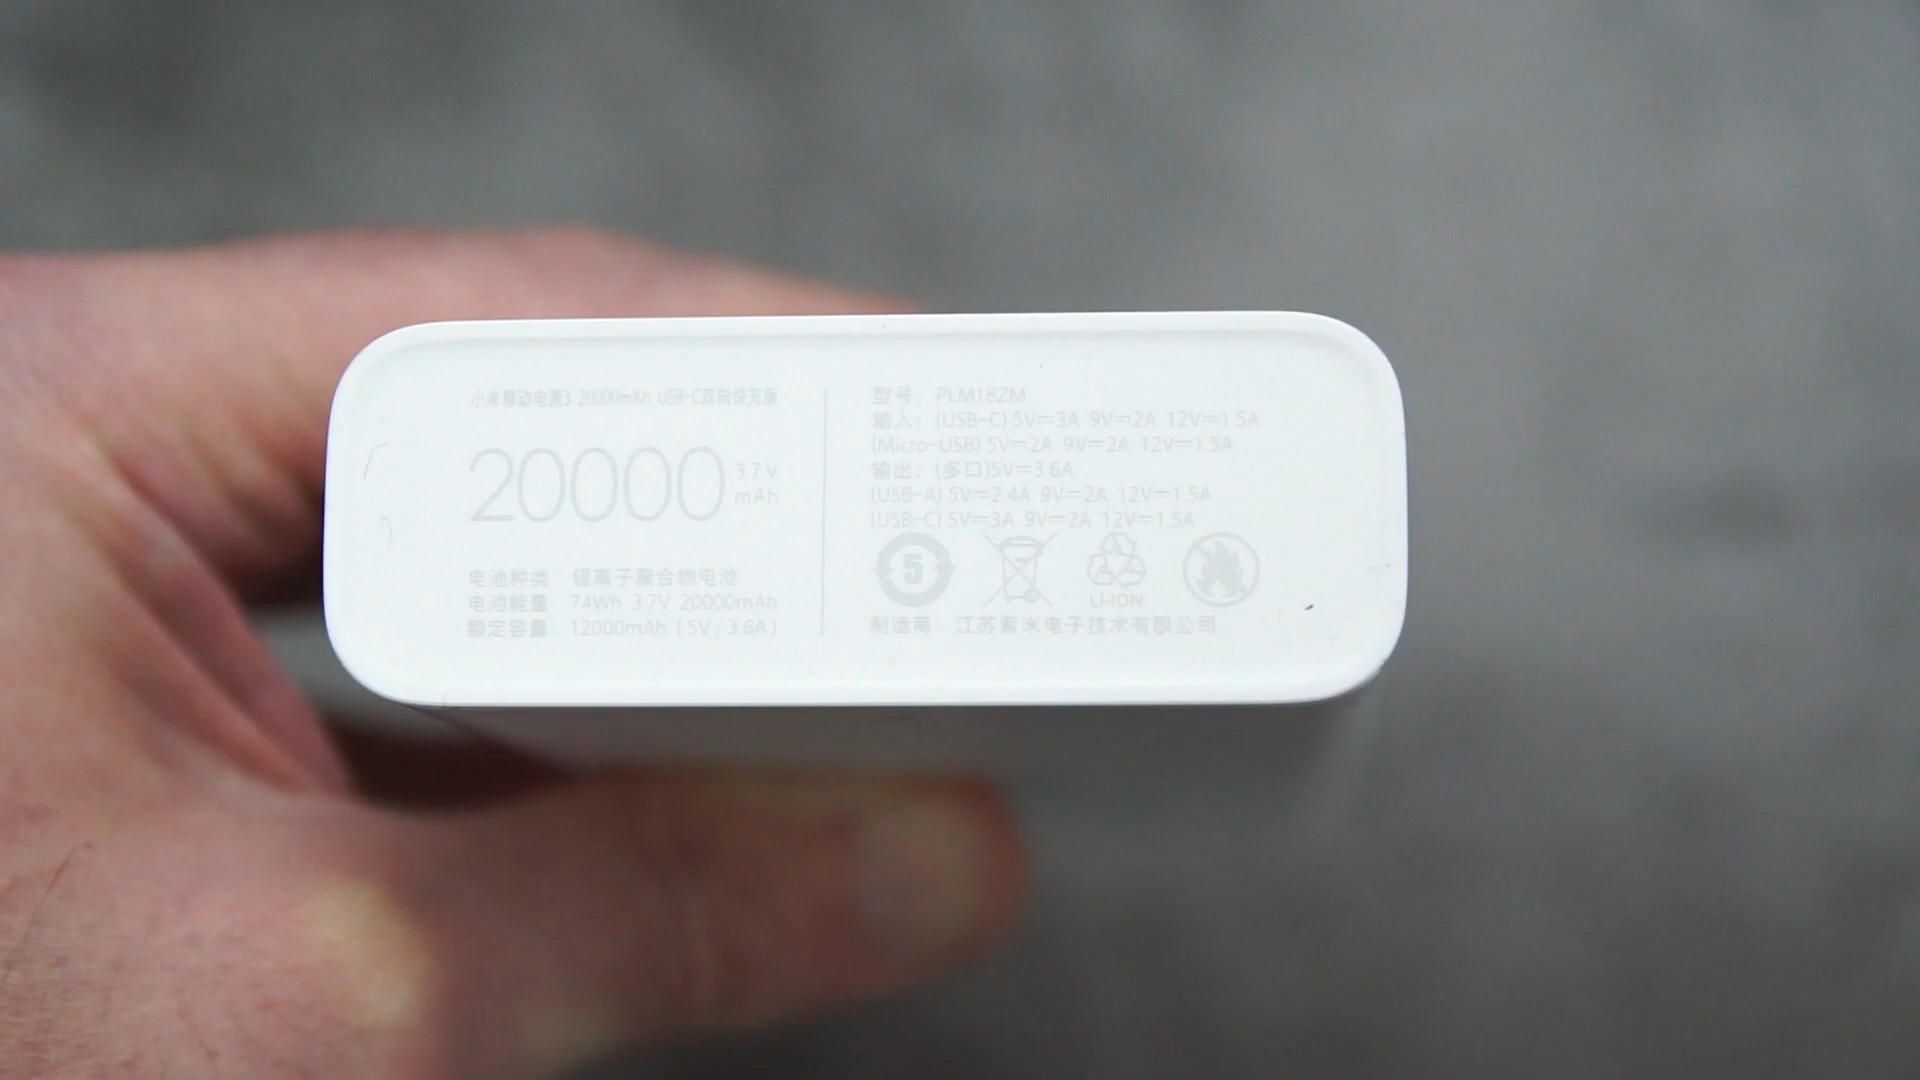 小米移动电源3 20000mAh USB-C双向快充版
20000 3.7V mAh
电池种类: 锂离子聚合物电池
电池能量: 74Wh 3.7V 20000mAh
额定容量: 12000mAh (5V/3.6A)
型号: PLM18ZM
输入: (USB-C) 5V⎓3A 9V⎓2A 12V⎓1.5A
(Micro-USB) 5V⎓2A 9V⎓2A 12V⎓1.5A
输出: (多口)5V⎓3.6A
(USB-A) 5V⎓2.4A 9V⎓2A 12V⎓1.5A
(USB-C) 5V⎓3A 9V⎓2A 12V⎓1.5A
5
LI-ION
制造商: 江苏紫米电子技术有限公司